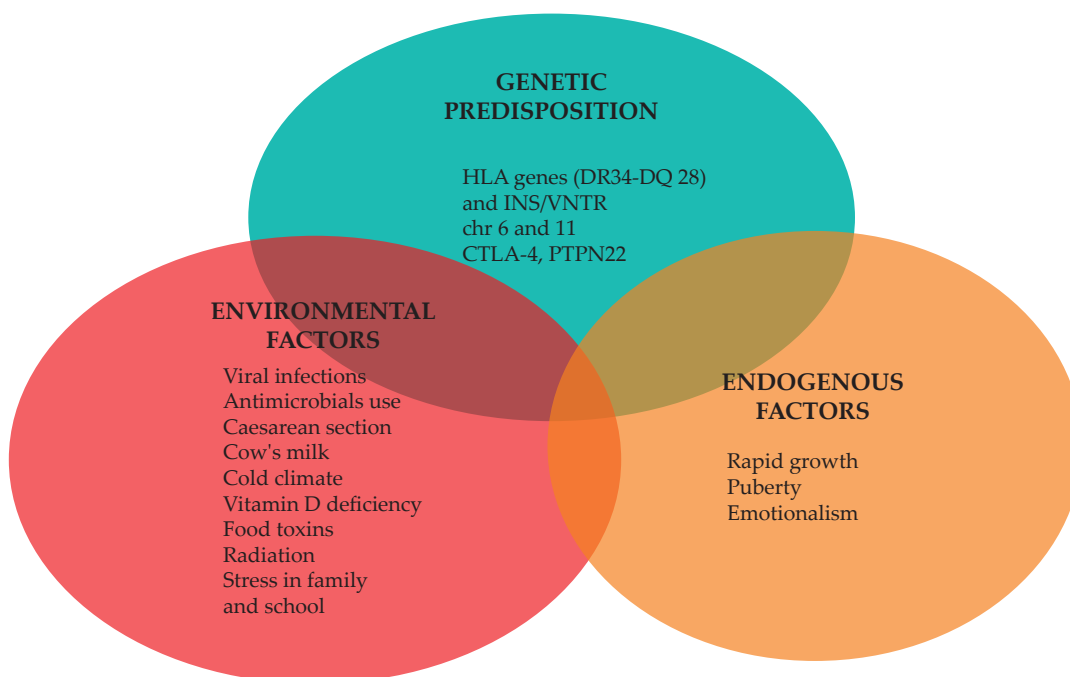 GENETIC
PREDISPOSITION
HLA genes (DR34-DQ 28)
and INS/VNTR
chr 6 and 11
CTLA-4, PTPN22
ENVIRONMENTAL
FACTORS
Viral infections
Antimicrobials use
Caesarean section
Cow's milk
Cold climate
Vitamin D deficiency
Food toxins
Radiation
Stress in family
and school
ENDOGENOUS
FACTORS
Rapid growth
Puberty
Emotionalism